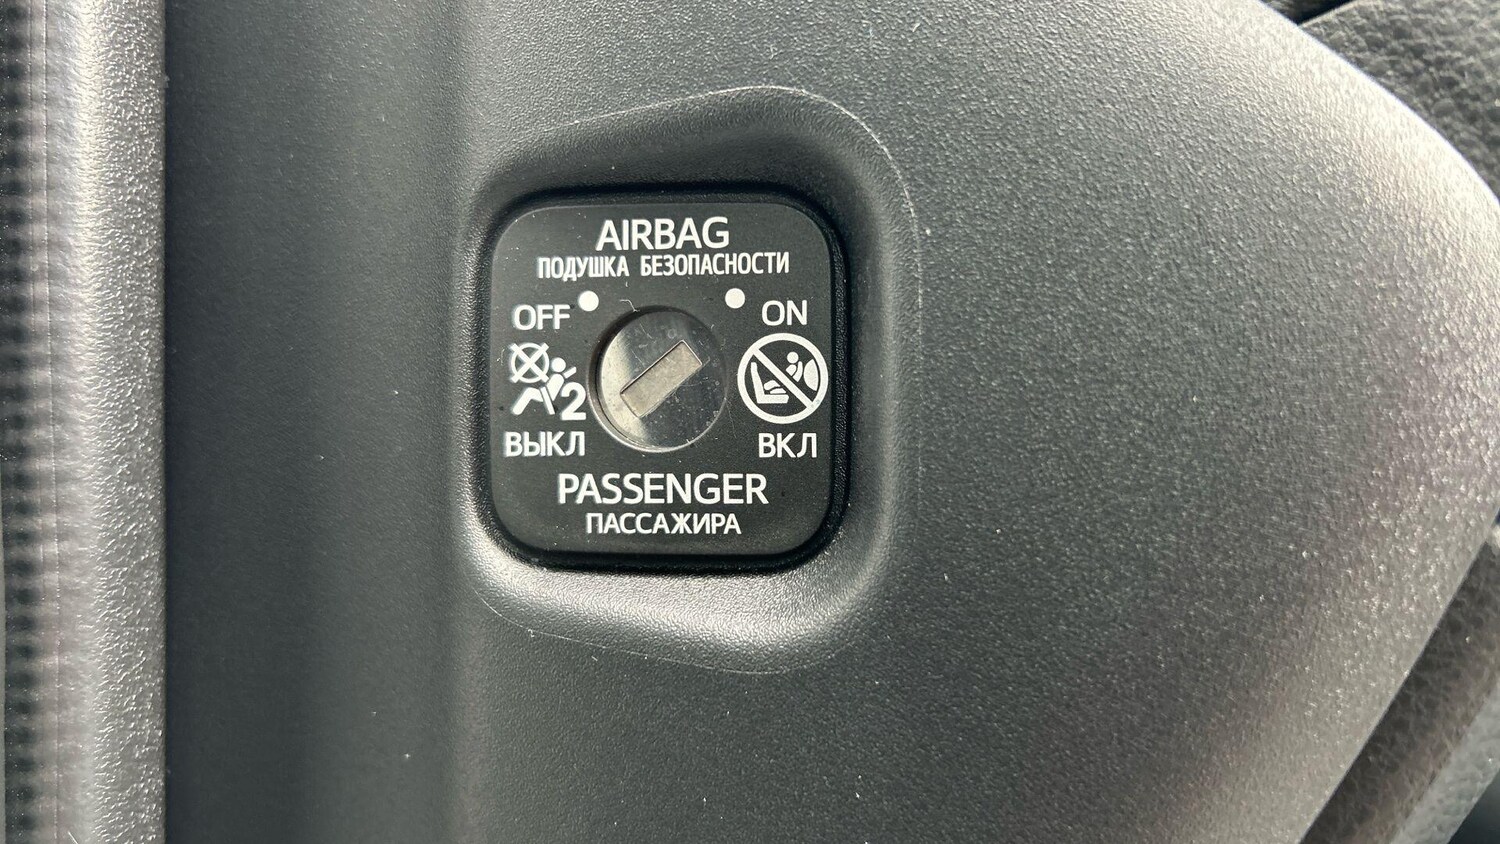 AIRBAG
ПОДУШКА БЕЗОПАСНОСТИ
OFF ON
2
ВЫКЛ ВКЛ
PASSENGER
ПАССАЖИРА